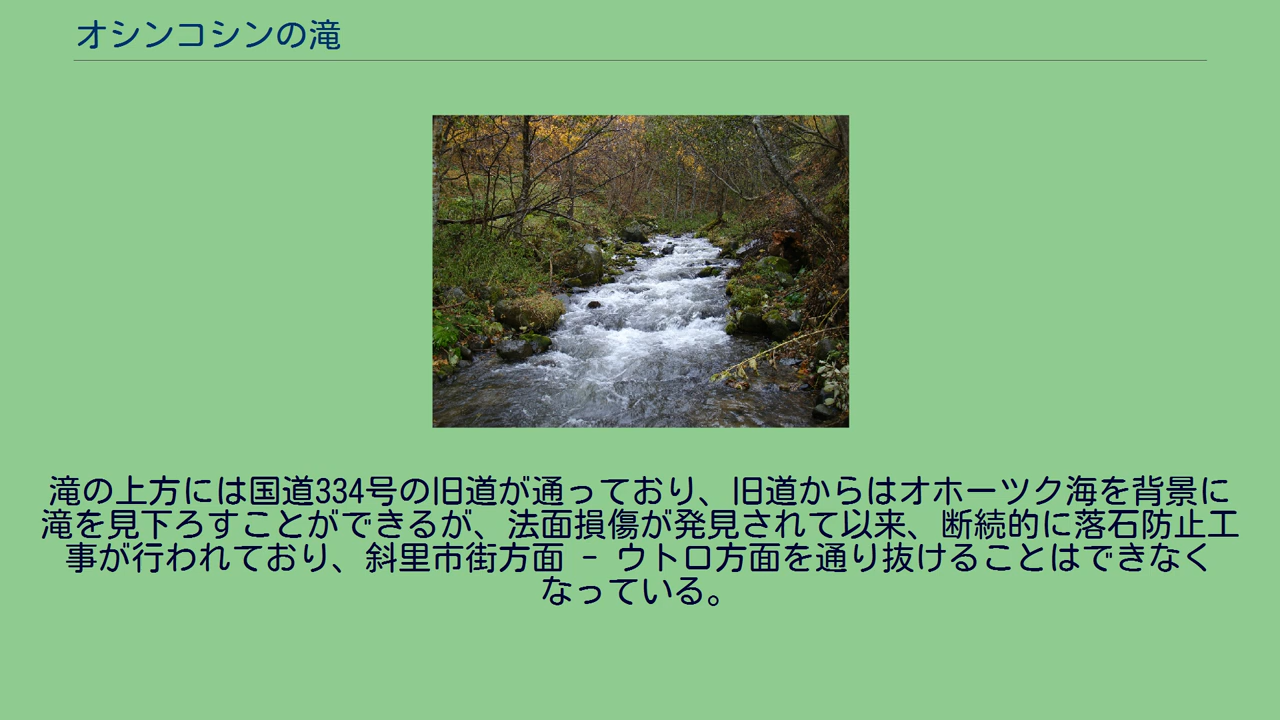 オシンコシンの滝
滝の上方には国道334号の旧道が通っており、旧道からはオホーツク海を背景に
滝を見下ろすことができるが、法面損傷が発見されて以来、断続的に落石防止工
事が行われており、斜里市街方面 − ウトロ方面を通り抜けることはできなく
なっている。